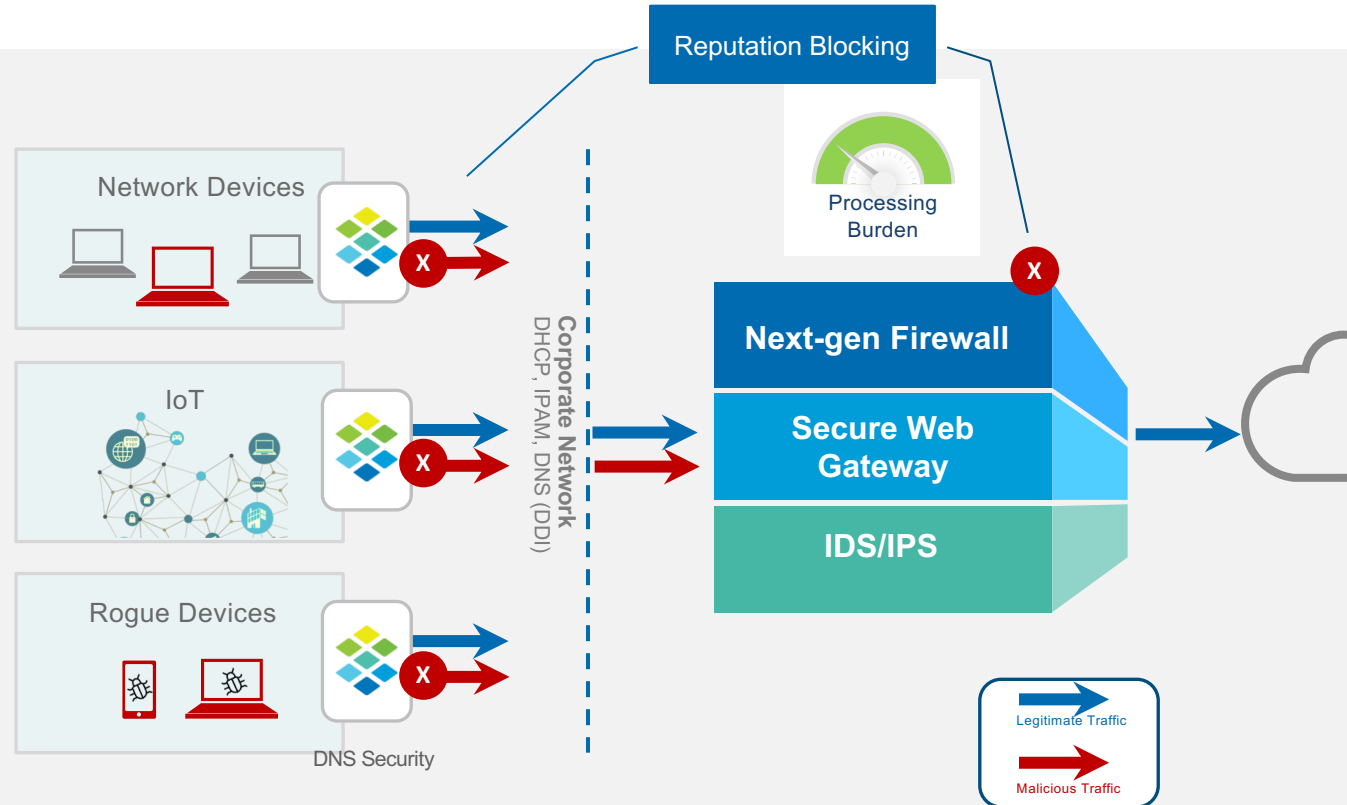 Reputation Blocking
Processing
Burden
Network Devices
X
X
Next-gen Firewall
Corporate Network
DHCP, IPAM, DNS (DDI)
IoT
X
Secure Web
Gateway
IDS/IPS
Rogue Devices
X
DNS Security
Legitimate Traffic
Malicious Traffic